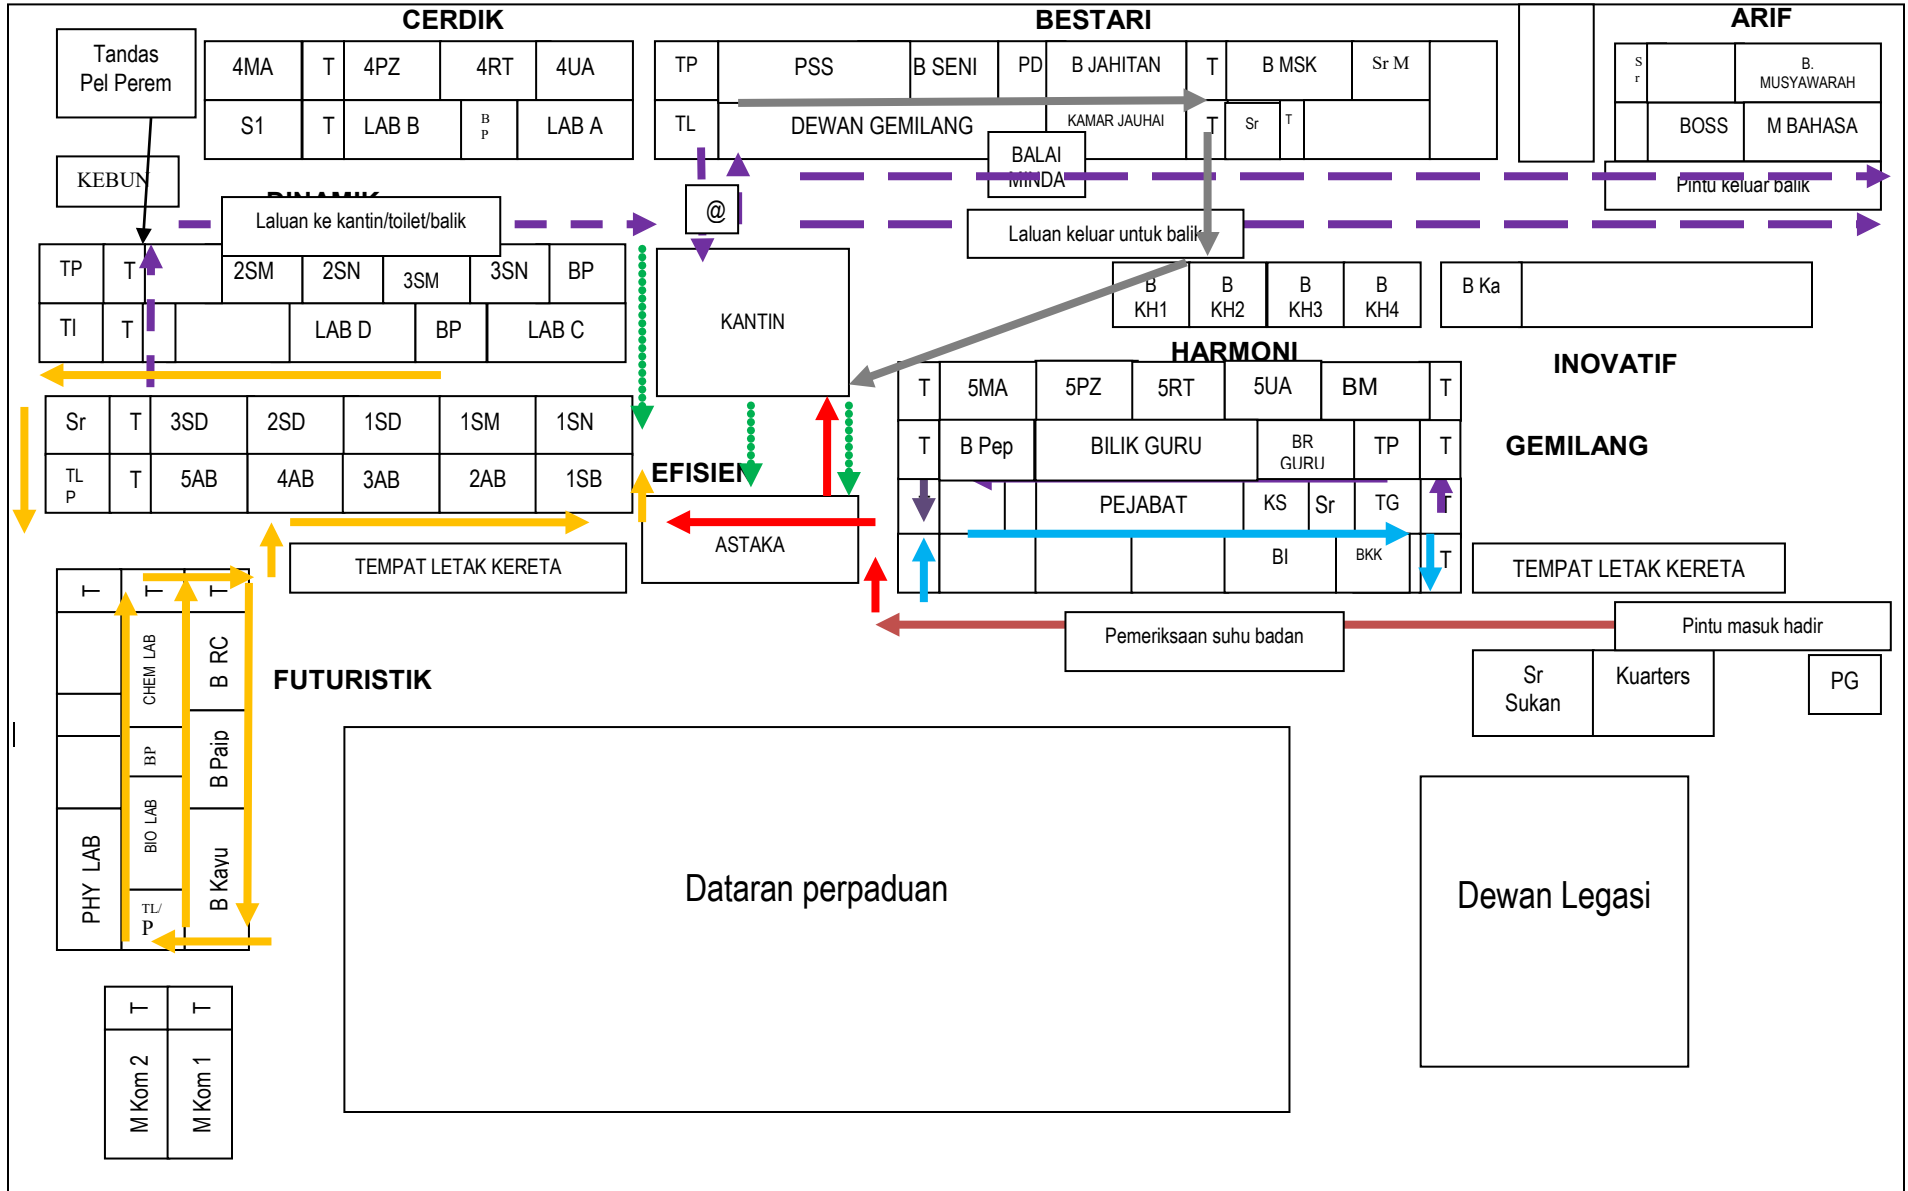 CERDIK
BESTARI
ARIF
Tandas
Pel Perem
4MA T 4PZ 4RT 4UA
TP PSS B SENI PD B JAHITAN T B MSK Sr M
S
r
B.
MUSYAWARAH
S1 T LAB B
B
P
LAB A
TL DEWAN GEMILANG KAMAR JAUHAI T Sr T
BOSS M BAHASA
BALAI
MINDA
KEBUN
DINAMIK
Pintu keluar balik
Laluan ke kantin/toilet/balik
@
Laluan keluar untuk balik
TP T 2SM 2SN 3SM 3SN BP
TI T LAB D BP LAB C
KANTIN
B
KH1
B
KH2
B
KH3
B
KH4
B Ka
HARMONI
INOVATIF
T 5MA 5PZ 5RT 5UA BM T
Sr T 3SD 2SD 1SD 1SM 1SN
T B Pep BILIK GURU
BR
GURU
TP T
GEMILANG
TL
P
T 5AB 4AB 3AB 2AB 1SB
EFISIEN
T PEJABAT KS Sr TG T
ASTAKA
BI BKK T
TEMPAT LETAK KERETA
TEMPAT LETAK KERETA
T T T
Pemeriksaan suhu badan
Pintu masuk hadir
CHEM LAB
B RC
FUTURISTIK
Sr
Sukan
Kuarters
PG
BP
B Paip
PHY LAB
BIO LAB
B Kayu
TL/
P
Dataran perpaduan
Dewan Legasi
T T
M Kom 2
M Kom 1